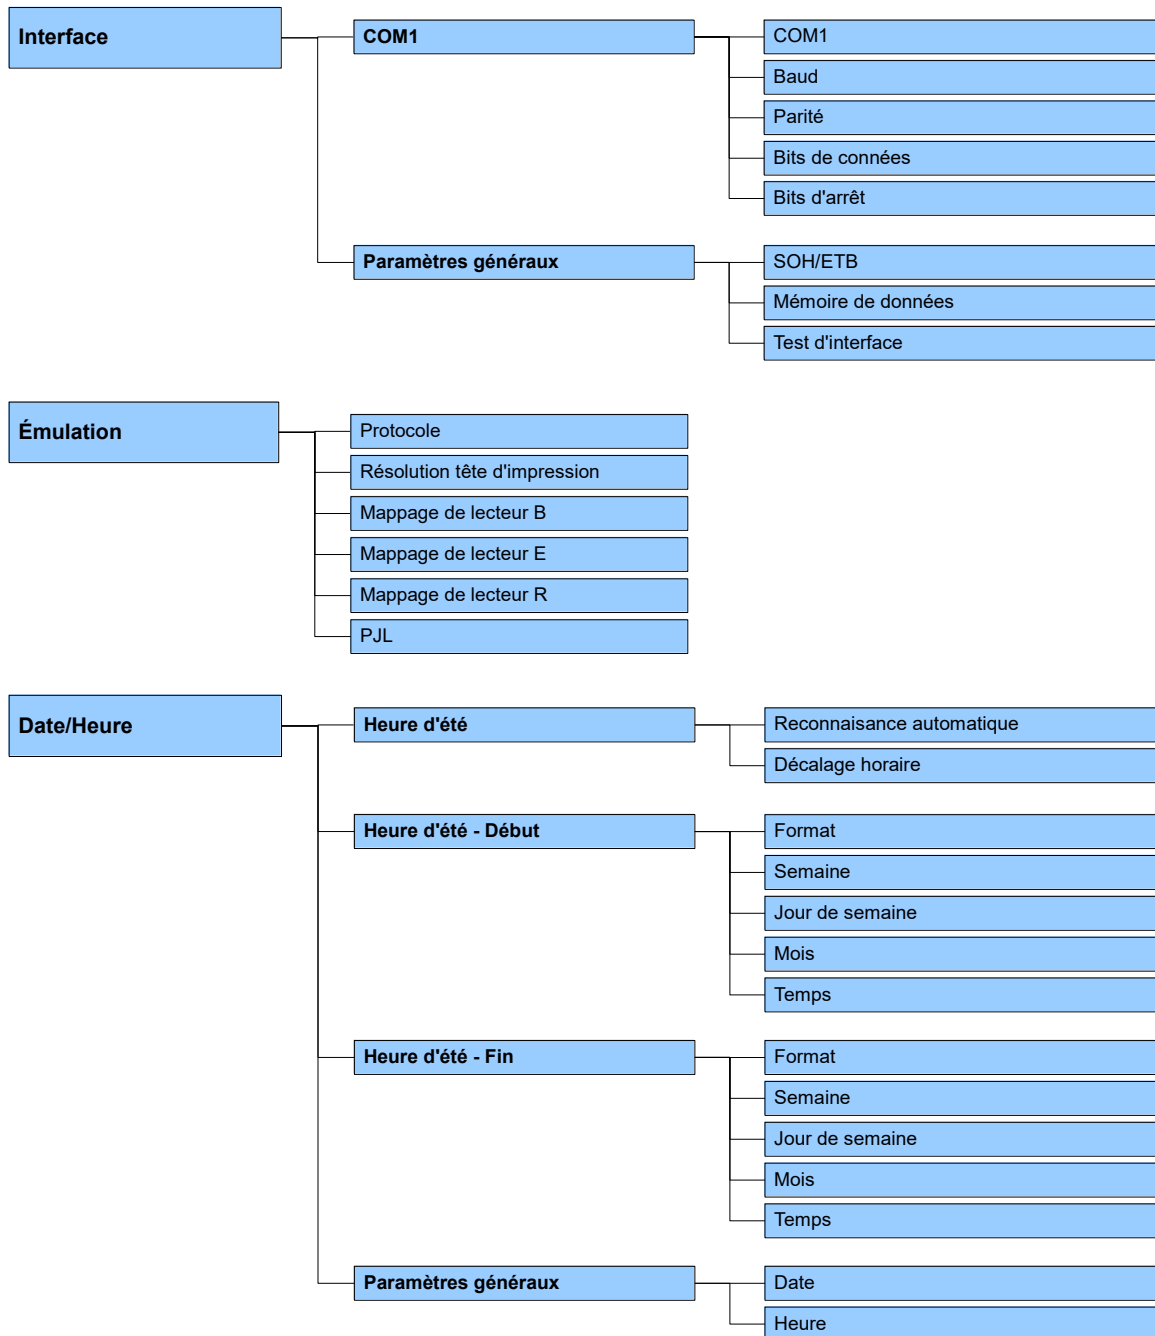 Interface
COM1
COM1
Baud
Parité
Bits de connées
Bits d'arrêt
Paramètres généraux
SOH/ETB
Mémoire de données
Test d'interface
Émulation
Protocole
Résolution tête d'impression
Mappage de lecteur B
Mappage de lecteur E
Mappage de lecteur R
PJL
Date/Heure
Heure d'été
Reconnaisance automatique
Décalage horaire
Heure d'été - Début
Format
Semaine
Jour de semaine
Mois
Temps
Heure d'été - Fin
Format
Semaine
Jour de semaine
Mois
Temps
Paramètres généraux
Date
Heure